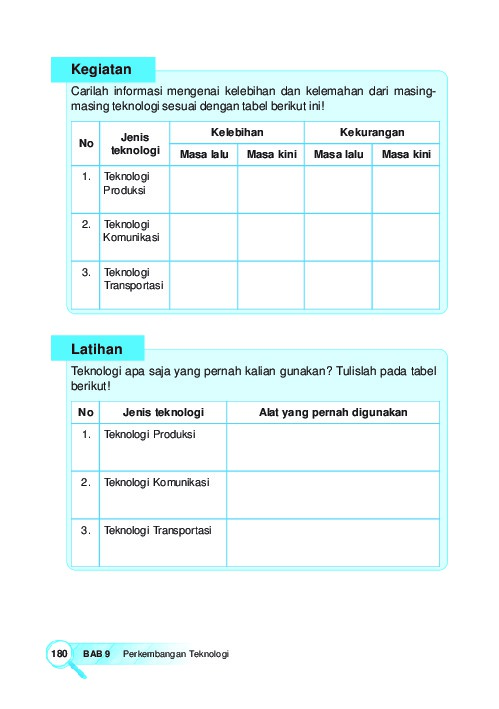 Kegiatan
Carilah informasi mengenai kelebihan dan kelemahan dari masing-
masing teknologi sesuai dengan tabel berikut ini!
No Jenis teknologi Kelebihan Kekurangan
Masa lalu Masa kini Masa lalu Masa kini
1. Teknologi
Produksi
2. Teknologi
Komunikasi
3. Teknologi
Transportasi
Latihan
Teknologi apa saja yang pernah kalian gunakan? Tulislah pada tabel
berikut!
No Jenis teknologi Alat yang pernah digunakan
1. Teknologi Produksi
2. Teknologi Komunikasi
3. Teknologi Transportasi
180 BAB 9 Perkembangan Teknologi